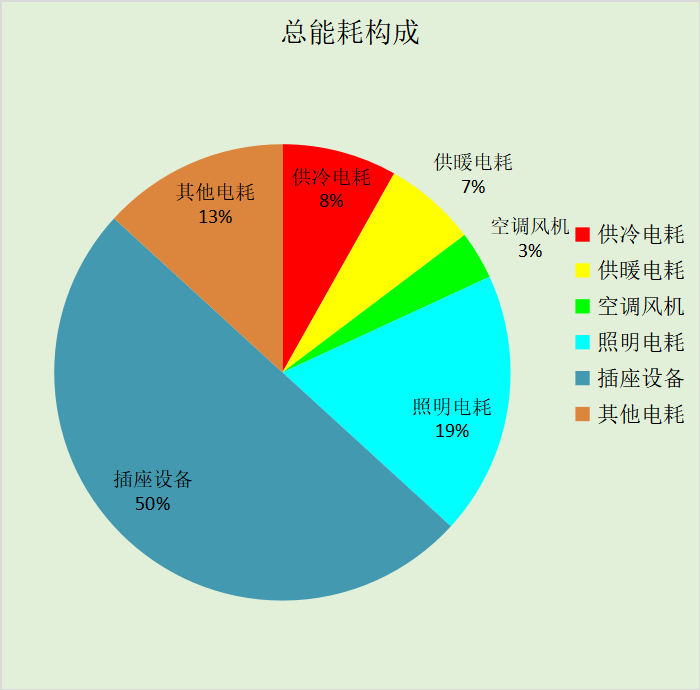 总能耗构成
供冷电耗
8%
供暖电耗
7%
空调风机
3%
照明电耗
19%
插座设备
50%
其他电耗
13%
供冷电耗
供暖电耗
空调风机
照明电耗
插座设备
其他电耗